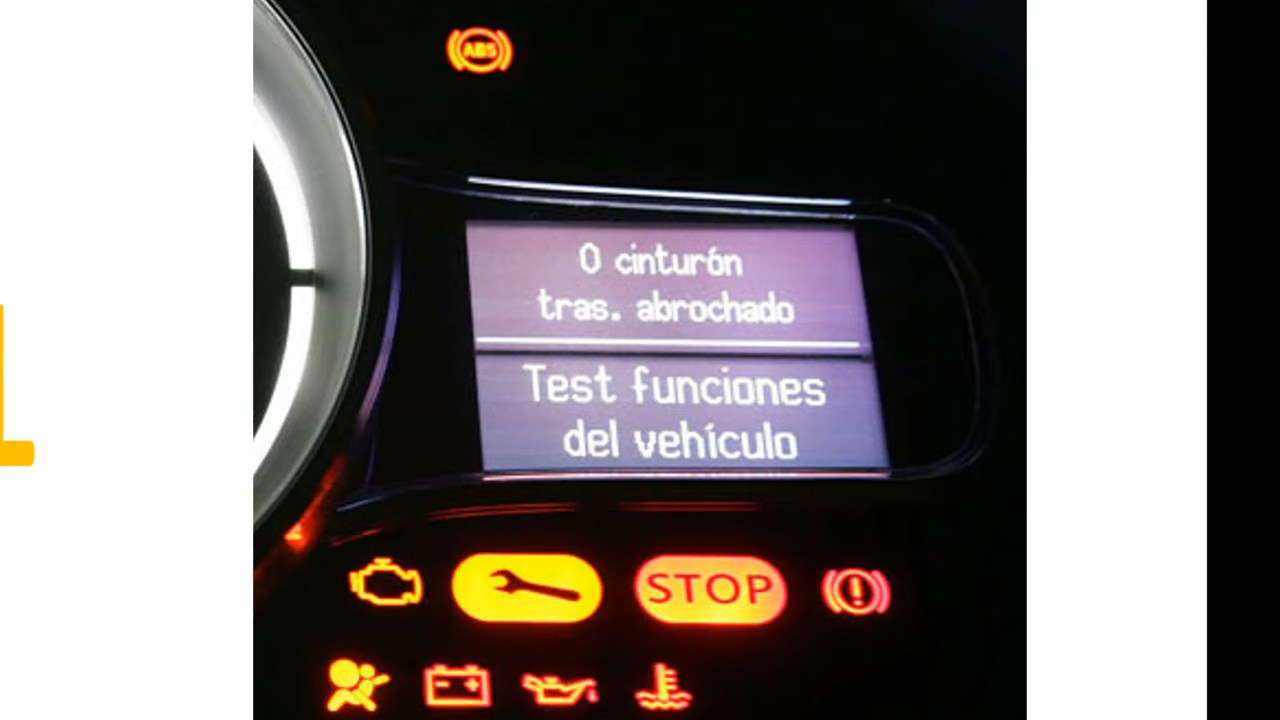 ABS
0 cinturón
tras. abrochado
Test funciones
del vehículo
STOP